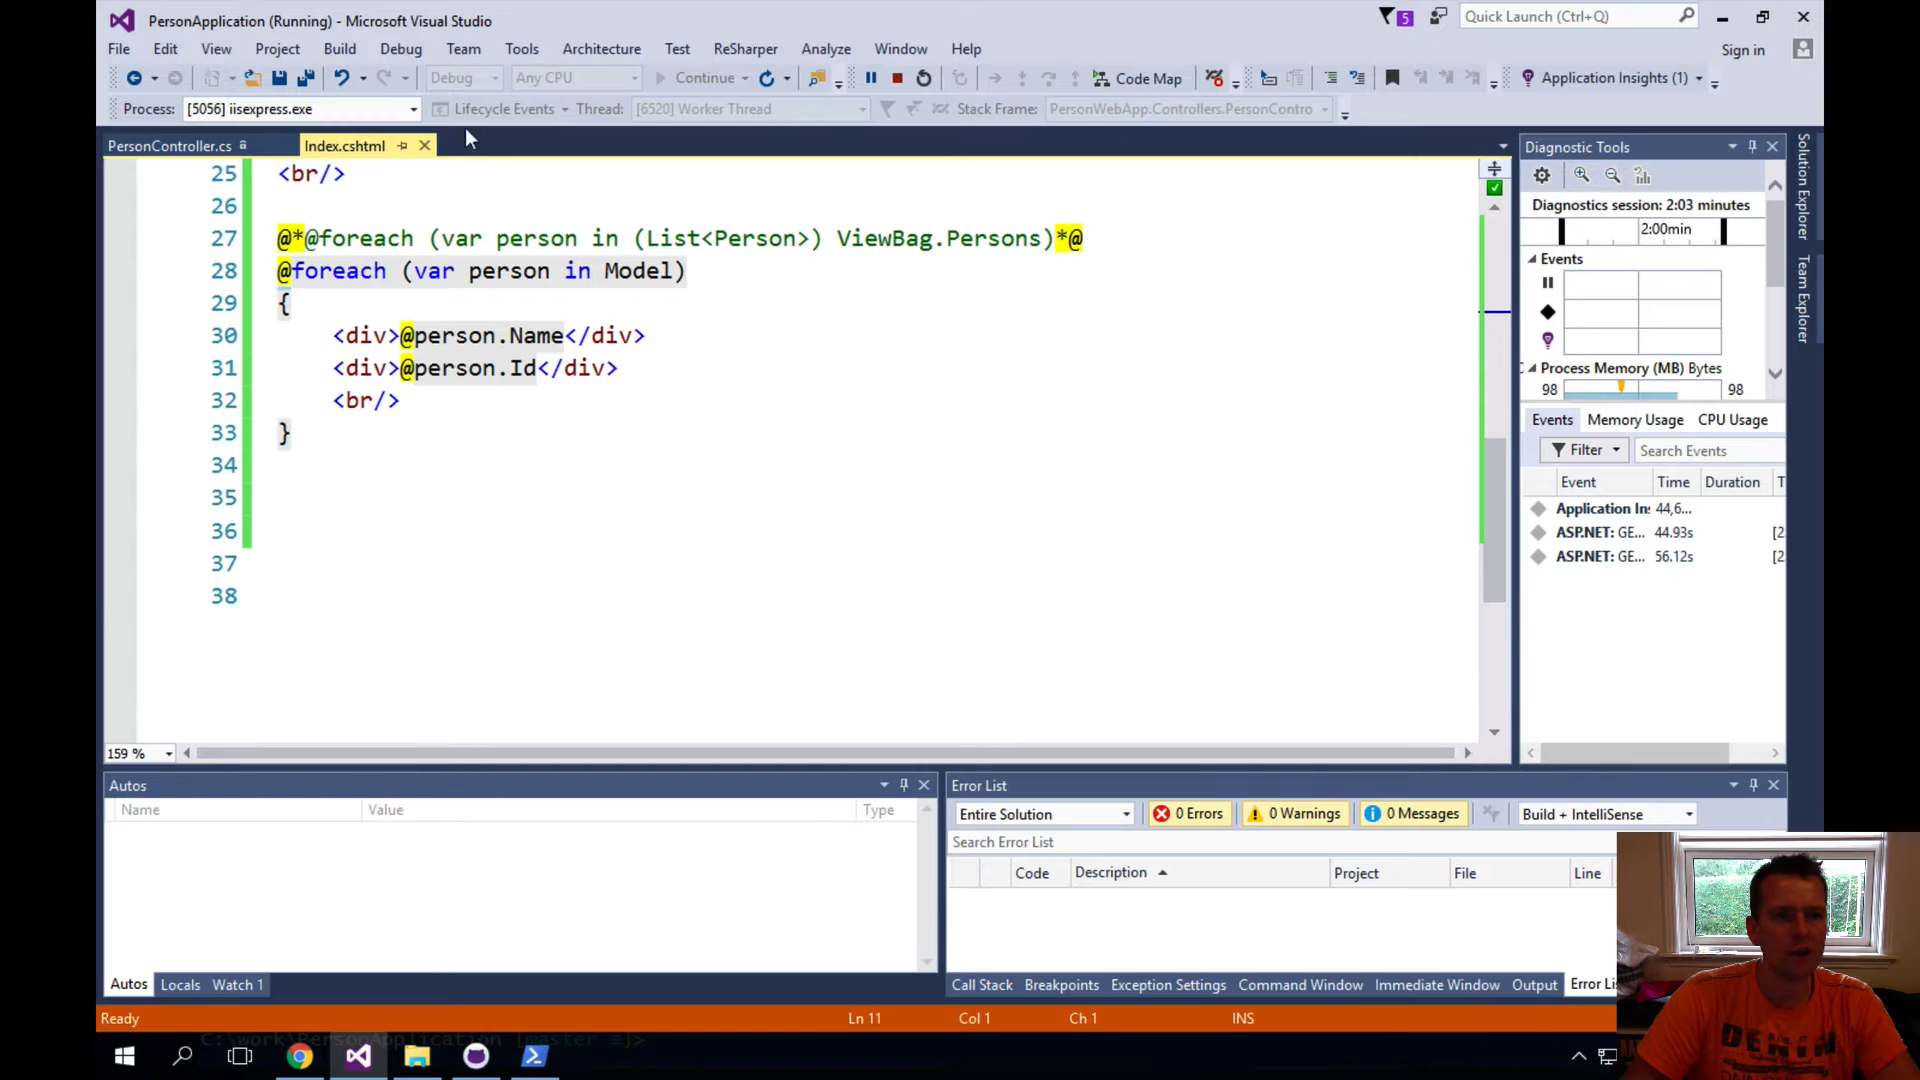 PersonApplication (Running) - Microsoft Visual Studio
5
Quick Launch (Ctrl+Q)
File Edit View Project Build Debug Team Tools Test Architecture ReSharper Analyze Window Help
Sign in
Debug Any CPU Continue Code Map Application Insights (1)
Process: [5056] iisexpress.exe Lifecycle Events Thread: [6520] Worker Thread Stack Frame: PersonWebApp.Controllers.PersonContro
PersonController.cs Index.cshtml
25 <br/>
26
27 @*@foreach (var person in (List<Person>) ViewBag.Persons)*@
28 @foreach (var person in Model)
29 {
30 <div>@person.Name</div>
31 <div>@person.Id</div>
32 <br/>
33 }
34
35
36
37
38
159 %
Diagnostic Tools
Diagnostics session: 2:03 minutes
2:00min
Events
Process Memory (MB) Bytes
98 98
Events Memory Usage CPU Usage
Filter Search Events
Event Time Duration T
Application In 44,6...
ASP.NET: GE... 44.93s [2
ASP.NET: GE... 56.12s [2
Solution Explorer
Team Explorer
Autos
Name Value Type
Autos Locals Watch 1
Error List
Entire Solution 0 Errors 0 Warnings 0 Messages Build + IntelliSense
Search Error List
Code Description Project File Line
Call Stack Breakpoints Exception Settings Command Window Immediate Window Output Error Li
Ready Ln 11 Col 1 Ch 1 INS
C:\work\PersonApplication [master ≡]>
DENIM